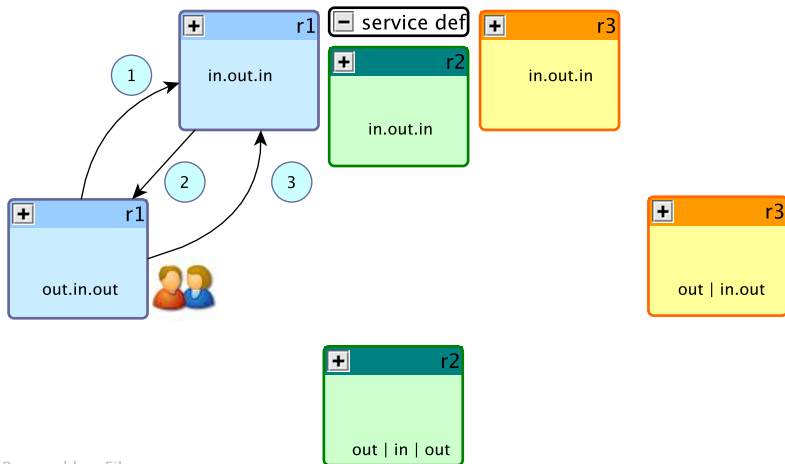 r1
in.out.in
service def
r2
in.out.in
r3
in.out.in
1
2
3
r1
out.in.out
r3
out | in.out
r2
out | in | out